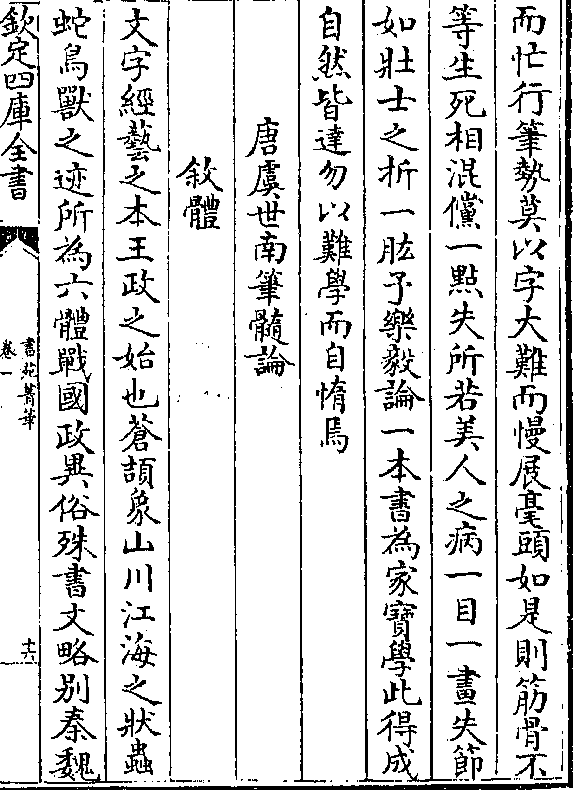 而忙行筆勢莫以字大難而慢展毫頭如是則筋骨不
等生死相混儻一點失所若美人之病一目一畫失節
如壯士之折一肱予樂毅論一本書為家寶學此得成
自然皆達勿以難學而自惰焉
唐虞世南筆髓論
敘體
文字經藝之本王政之始也蒼頡象山川江海之狀蟲
蛇鳥獸之迹所為六體戰國政異俗殊書文略別秦魏
欽定四庫全書
書苑菁華
卷一
十六